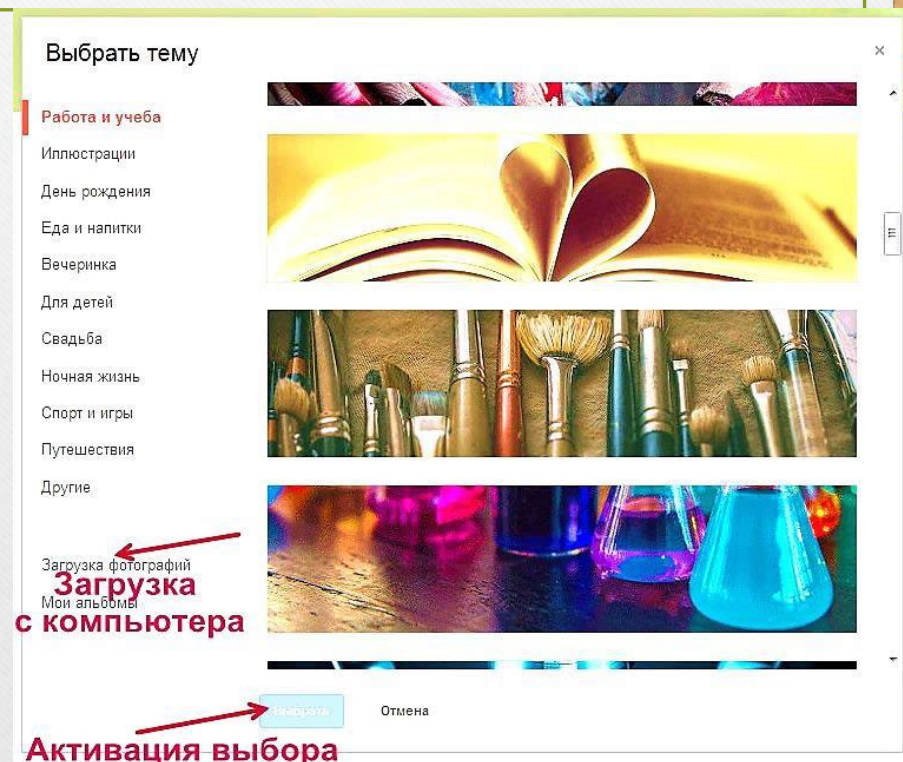 Выбрать тему
×
Работа и учеба
Иллюстрации
День рождения
Еда и напитки
Вечеринка
Для детей
Свадьба
Ночная жизнь
Спорт и игры
Путешествия
Другие
Загрузка фотографий
Загрузка
Мои альбомы
с компьютера
Выбрать
Отмена
Активация выбора